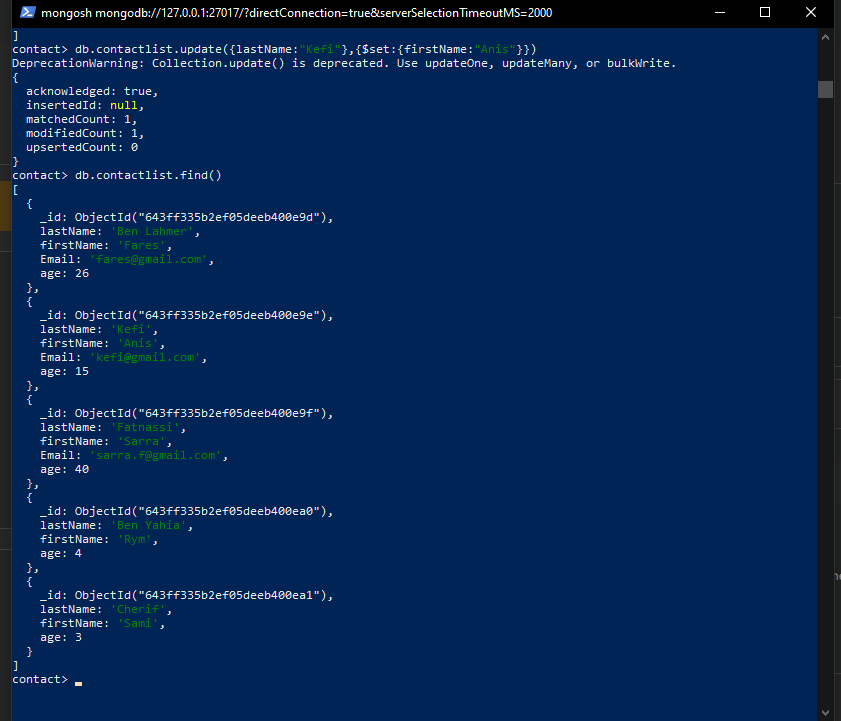 mongosh mongodb://127.0.0.1:27017/?directConnection=true&serverSelectionTimeoutMS=2000
]
contact> db.contactlist.update({lastName:"Kefi"},{$set:{firstName:"Anis"}})
DeprecationWarning: Collection.update() is deprecated. Use updateOne, updateMany, or bulkWrite.
{
  acknowledged: true,
  insertedId: null,
  matchedCount: 1,
  modifiedCount: 1,
  upsertedCount: 0
}
contact> db.contactlist.find()
[
  {
    _id: ObjectId("643ff335b2ef05deeb400e9d"),
    lastName: 'Ben Lahmer',
    firstName: 'Fares',
    Email: 'fares@gmail.com',
    age: 26
  },
  {
    _id: ObjectId("643ff335b2ef05deeb400e9e"),
    lastName: 'Kefi',
    firstName: 'Anis',
    Email: 'kefi@gmail.com',
    age: 15
  },
  {
    _id: ObjectId("643ff335b2ef05deeb400e9f"),
    lastName: 'Fatnassi',
    firstName: 'Sarra',
    Email: 'sarra.f@gmail.com',
    age: 40
  },
  {
    _id: ObjectId("643ff335b2ef05deeb400ea0"),
    lastName: 'Ben Yahia',
    firstName: 'Rym',
    age: 4
  },
  {
    _id: ObjectId("643ff335b2ef05deeb400ea1"),
    lastName: 'Cherif',
    firstName: 'Sami',
    age: 3
  }
]
contact>